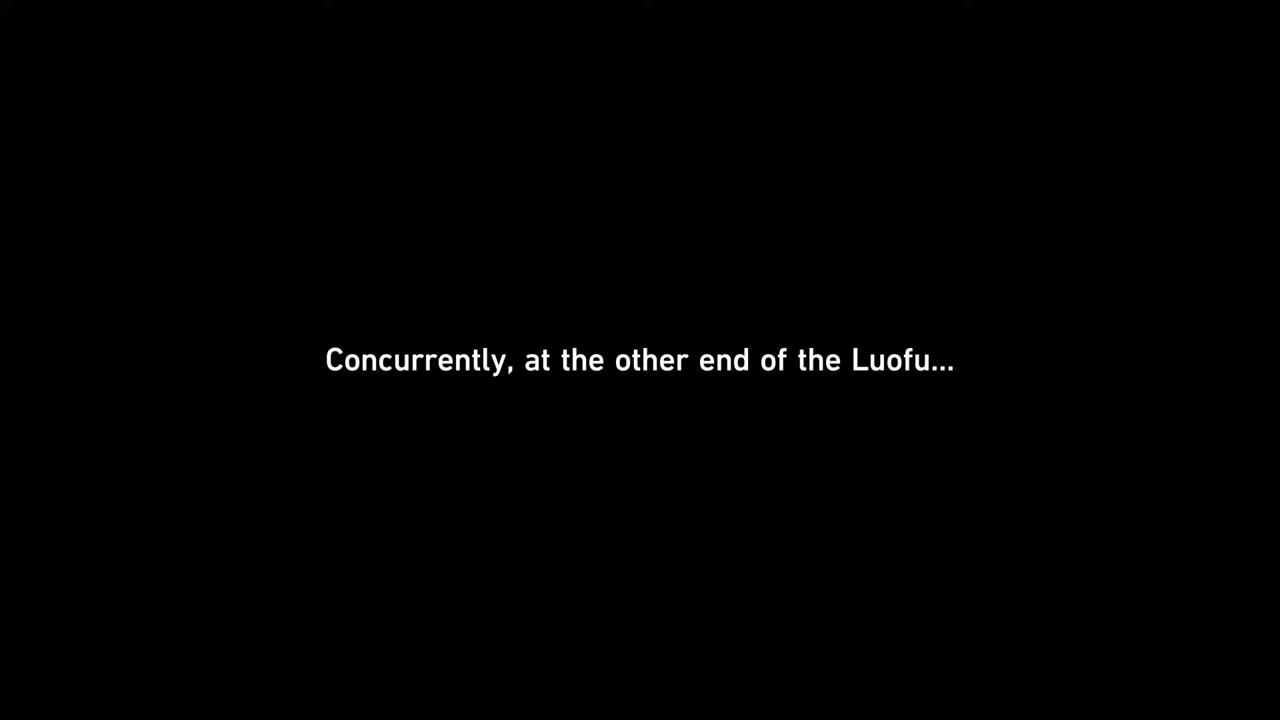 Concurrently, at the other end of the Luofu...